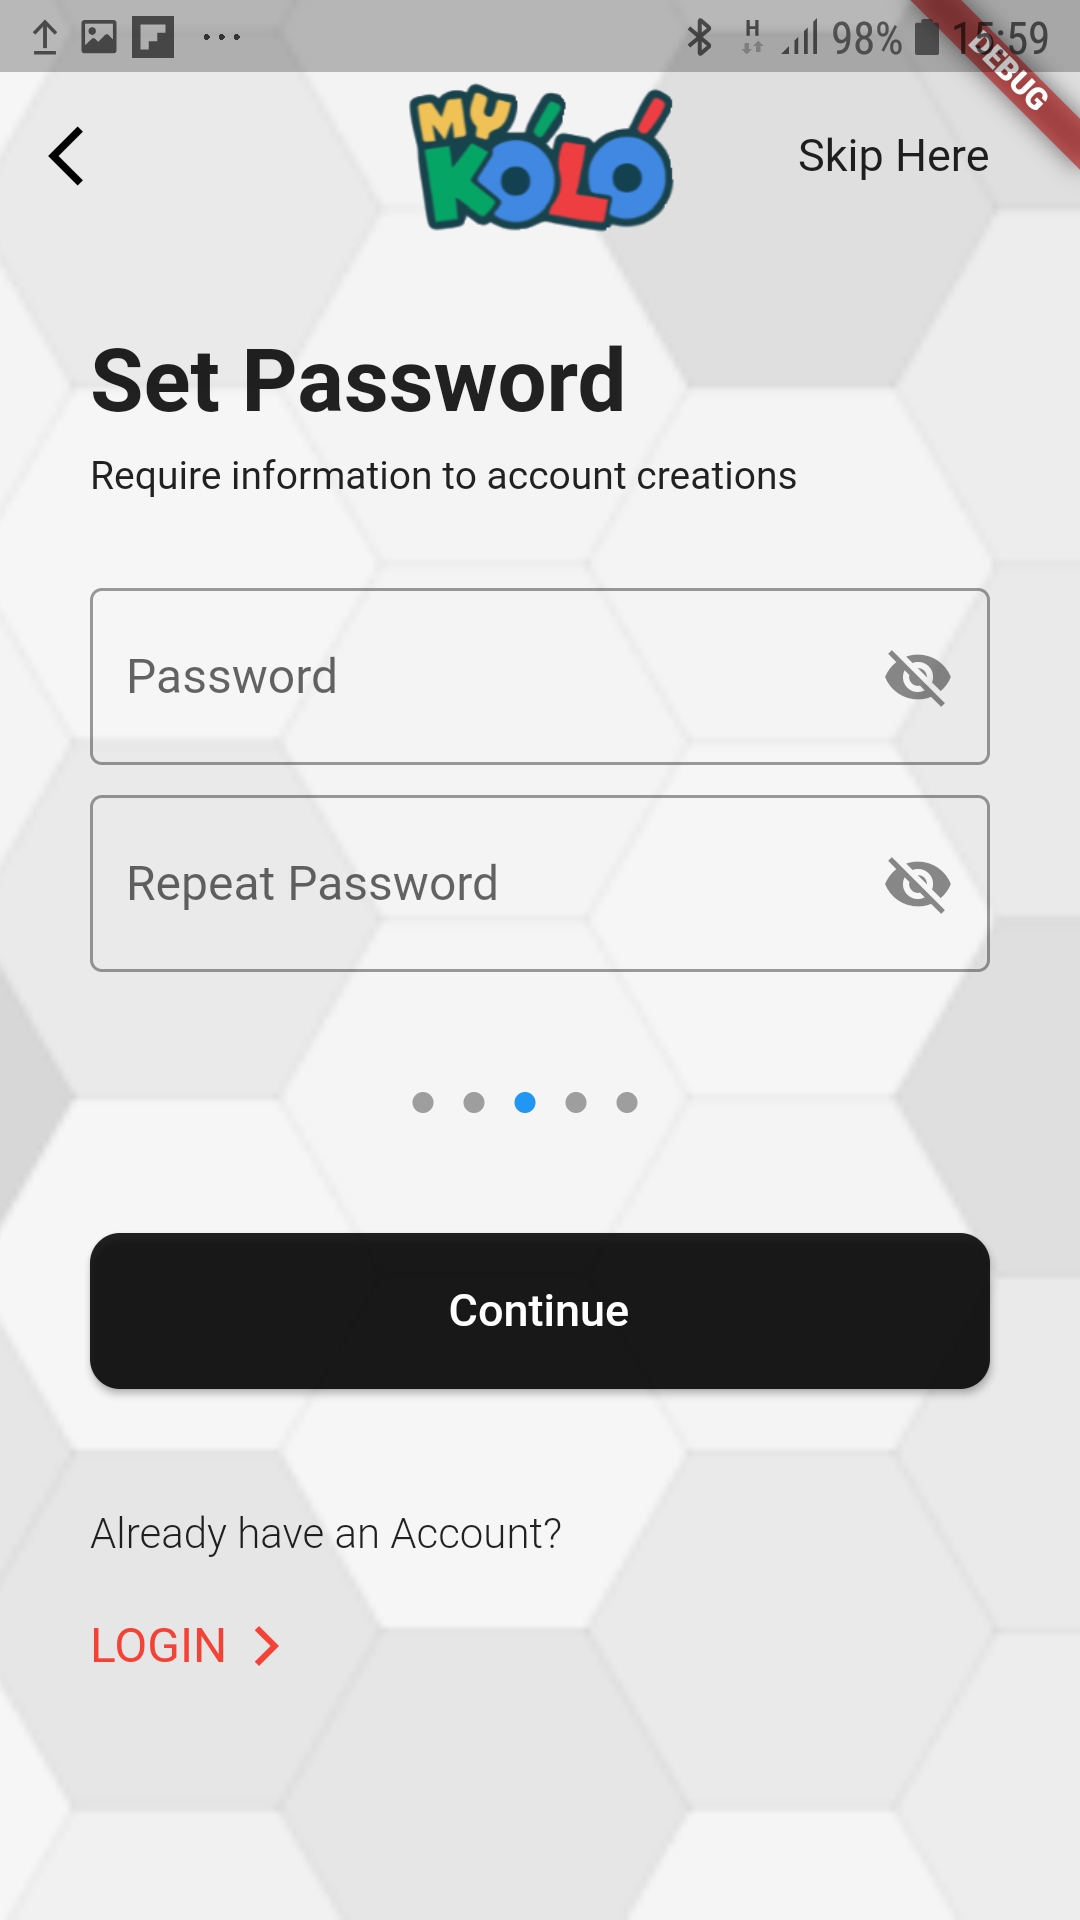 H 98% 15:59
DEBUG
MY KOLO
Skip Here
Set Password
Require information to account creations
Password
Repeat Password
Continue
Already have an Account?
LOGIN